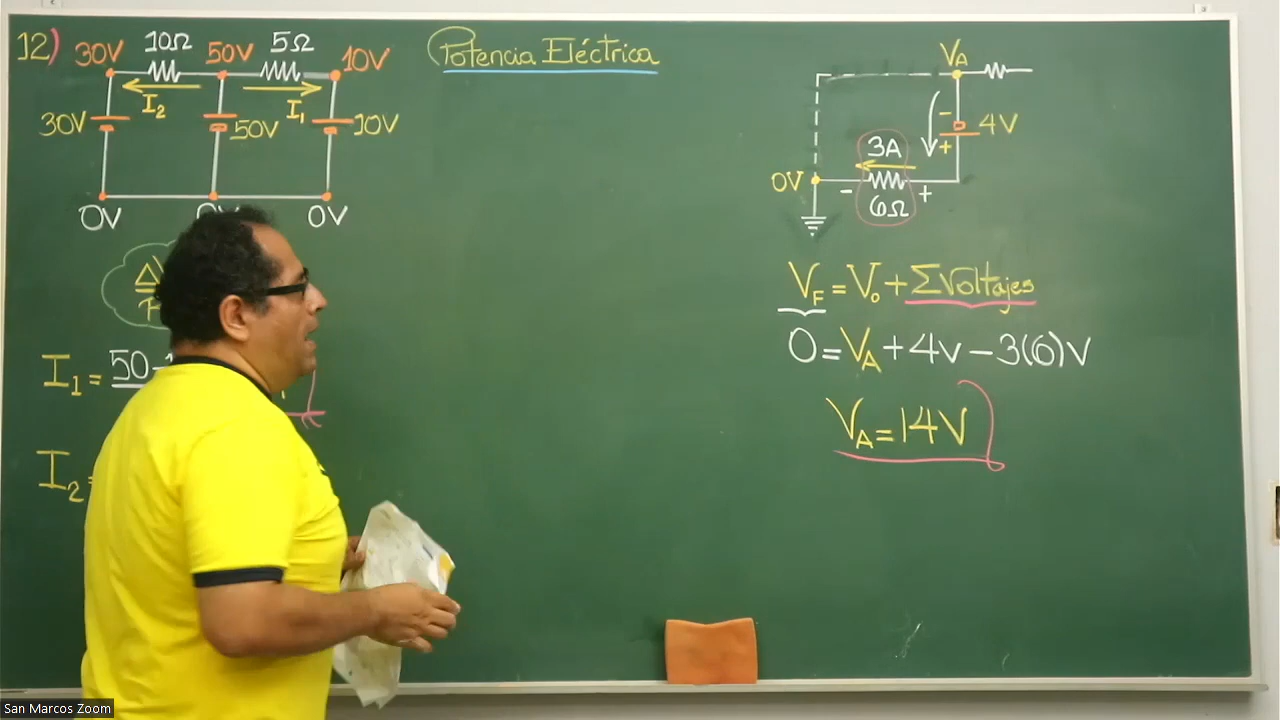 12)
30V 10Ω 50V 5Ω 10V
I₂ I₁
30V 50V 10V
0V 0V
I₁ = 50-
I₂ =
Potencia Eléctrica
VA
4V
- +
3A
0V
- +
6Ω
VF = V₀ + ΣVoltajes
0 = VA + 4V - 3(6)V
VA = 14V
San Marcos Zoom